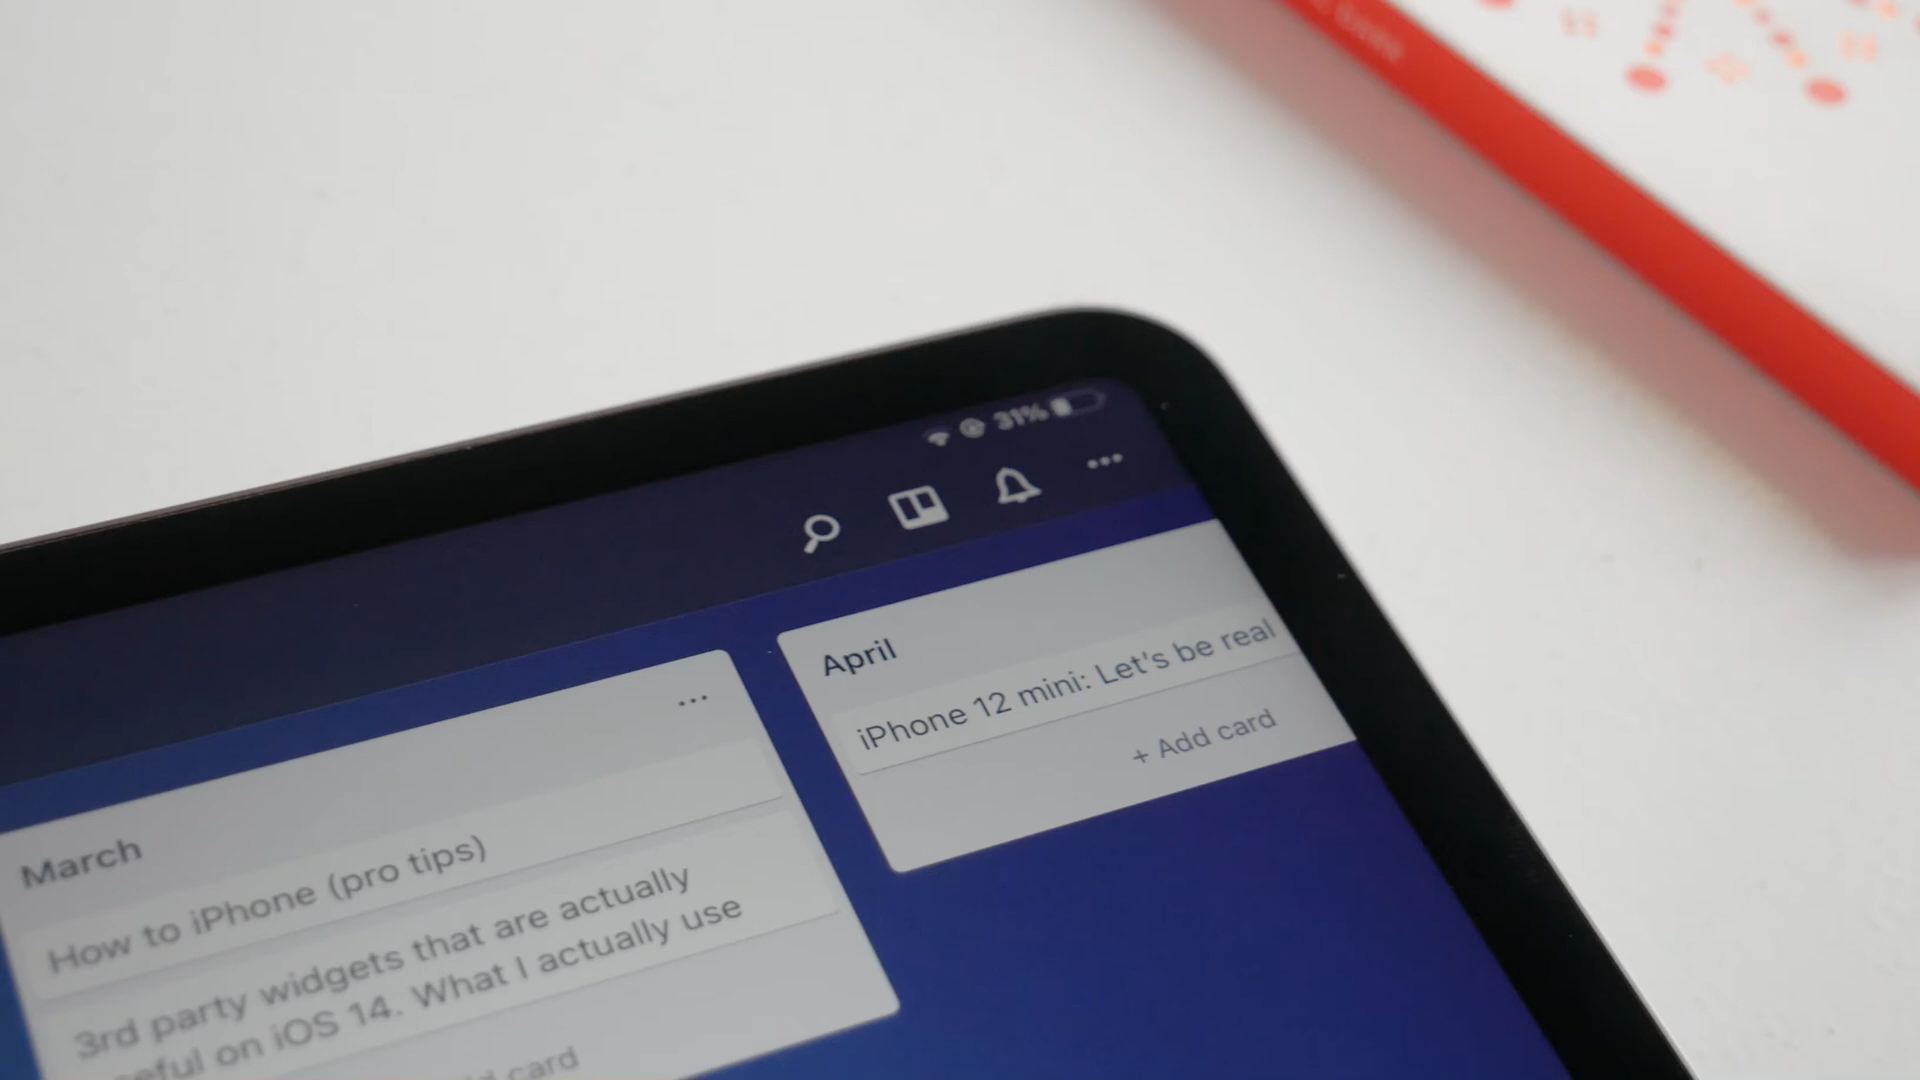 31%
April
iPhone 12 mini: Let's be real
+ Add card
March
How to iPhone (pro tips)
3rd party widgets that are actually
on iOS 14. What I actually use
card